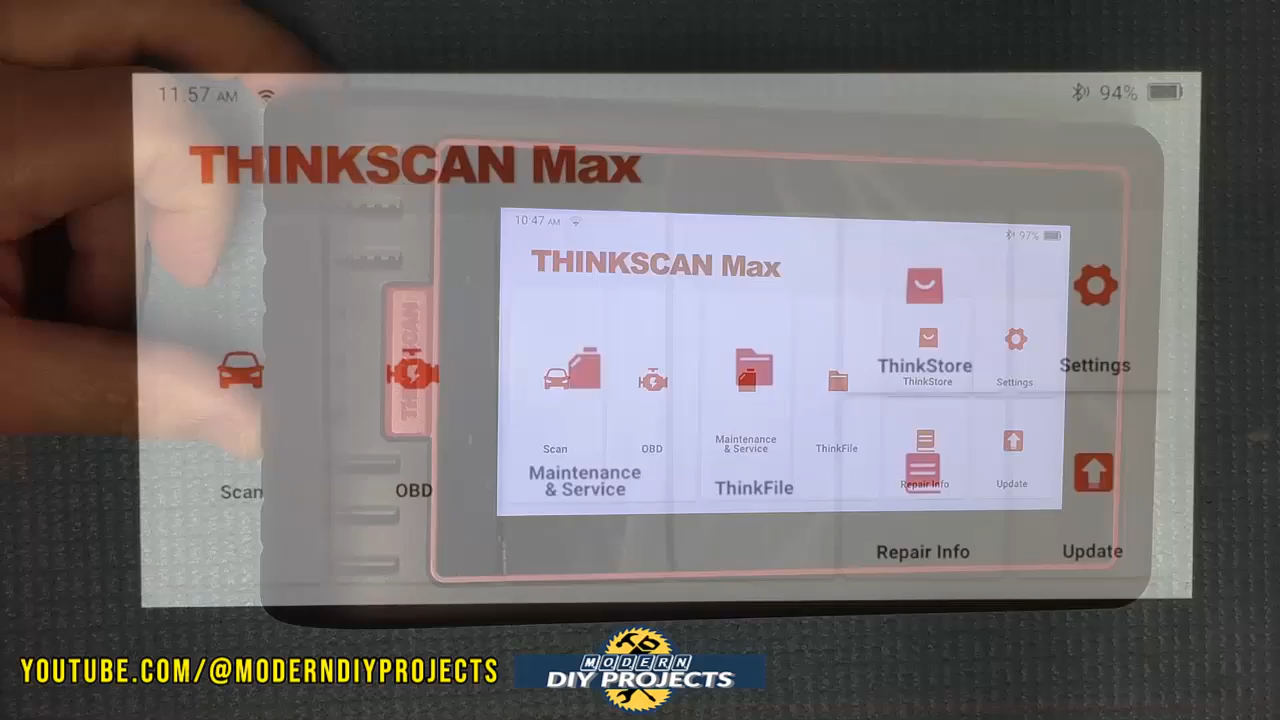 11.57 AM
94%
THINKSCAN Max
10:47 AM
97%
THINKSCAN Max
THINKSCAN
ThinkStore
Settings
ThinkStore
Settings
Scan
OBD
Maintenance
& Service
ThinkFile
Scan
OBD
Maintenance
& Service
ThinkFile
Repair Info
Update
Repair Info
Update
YOUTUBE.COM/@MODERNDIYPROJECTS
MODERN
DIY PROJECTS